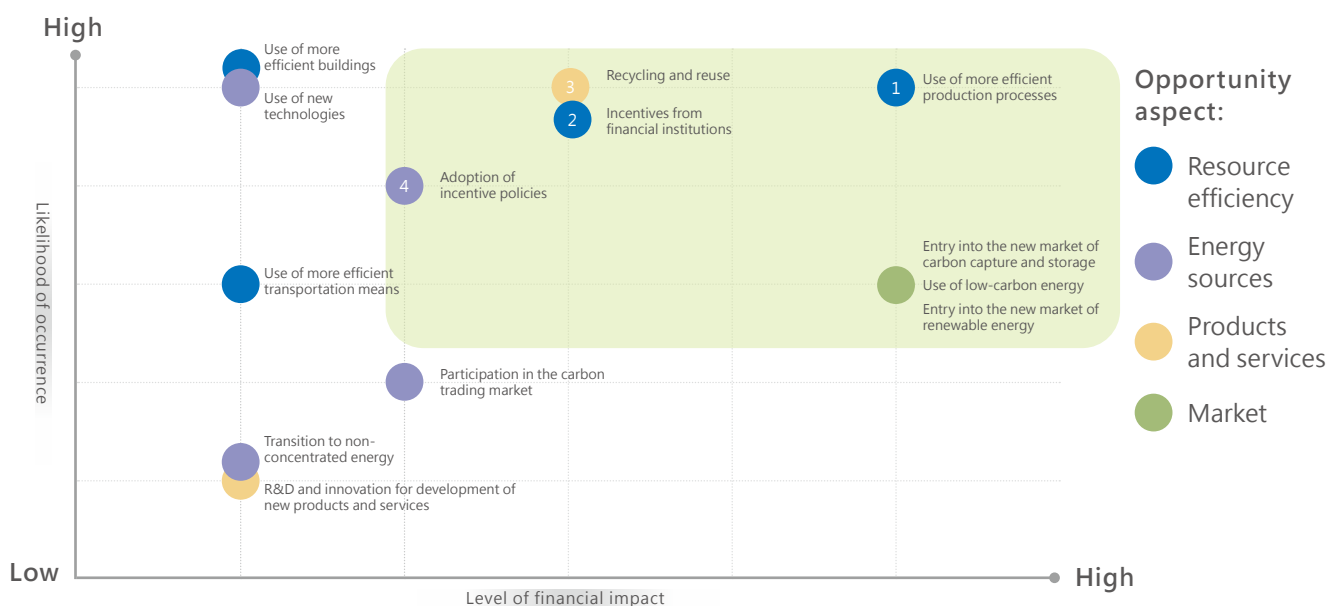 High
Use of more
efficient buildings
Use of new
technologies
3
Recycling and reuse
2
Incentives from
financial institutions
1
Use of more efficient
production processes
4
Adoption of
incentive policies
Use of more efficient
transportation means
Entry into the new market of
carbon capture and storage
Use of low-carbon energy
Entry into the new market of
renewable energy
Participation in the carbon
trading market
Transition to non-
concentrated energy
R&D and innovation for development of
new products and services
Likelihood of occurrence
Low
Level of financial impact
High
Opportunity
aspect:
Resource
efficiency
Energy
sources
Products
and services
Market